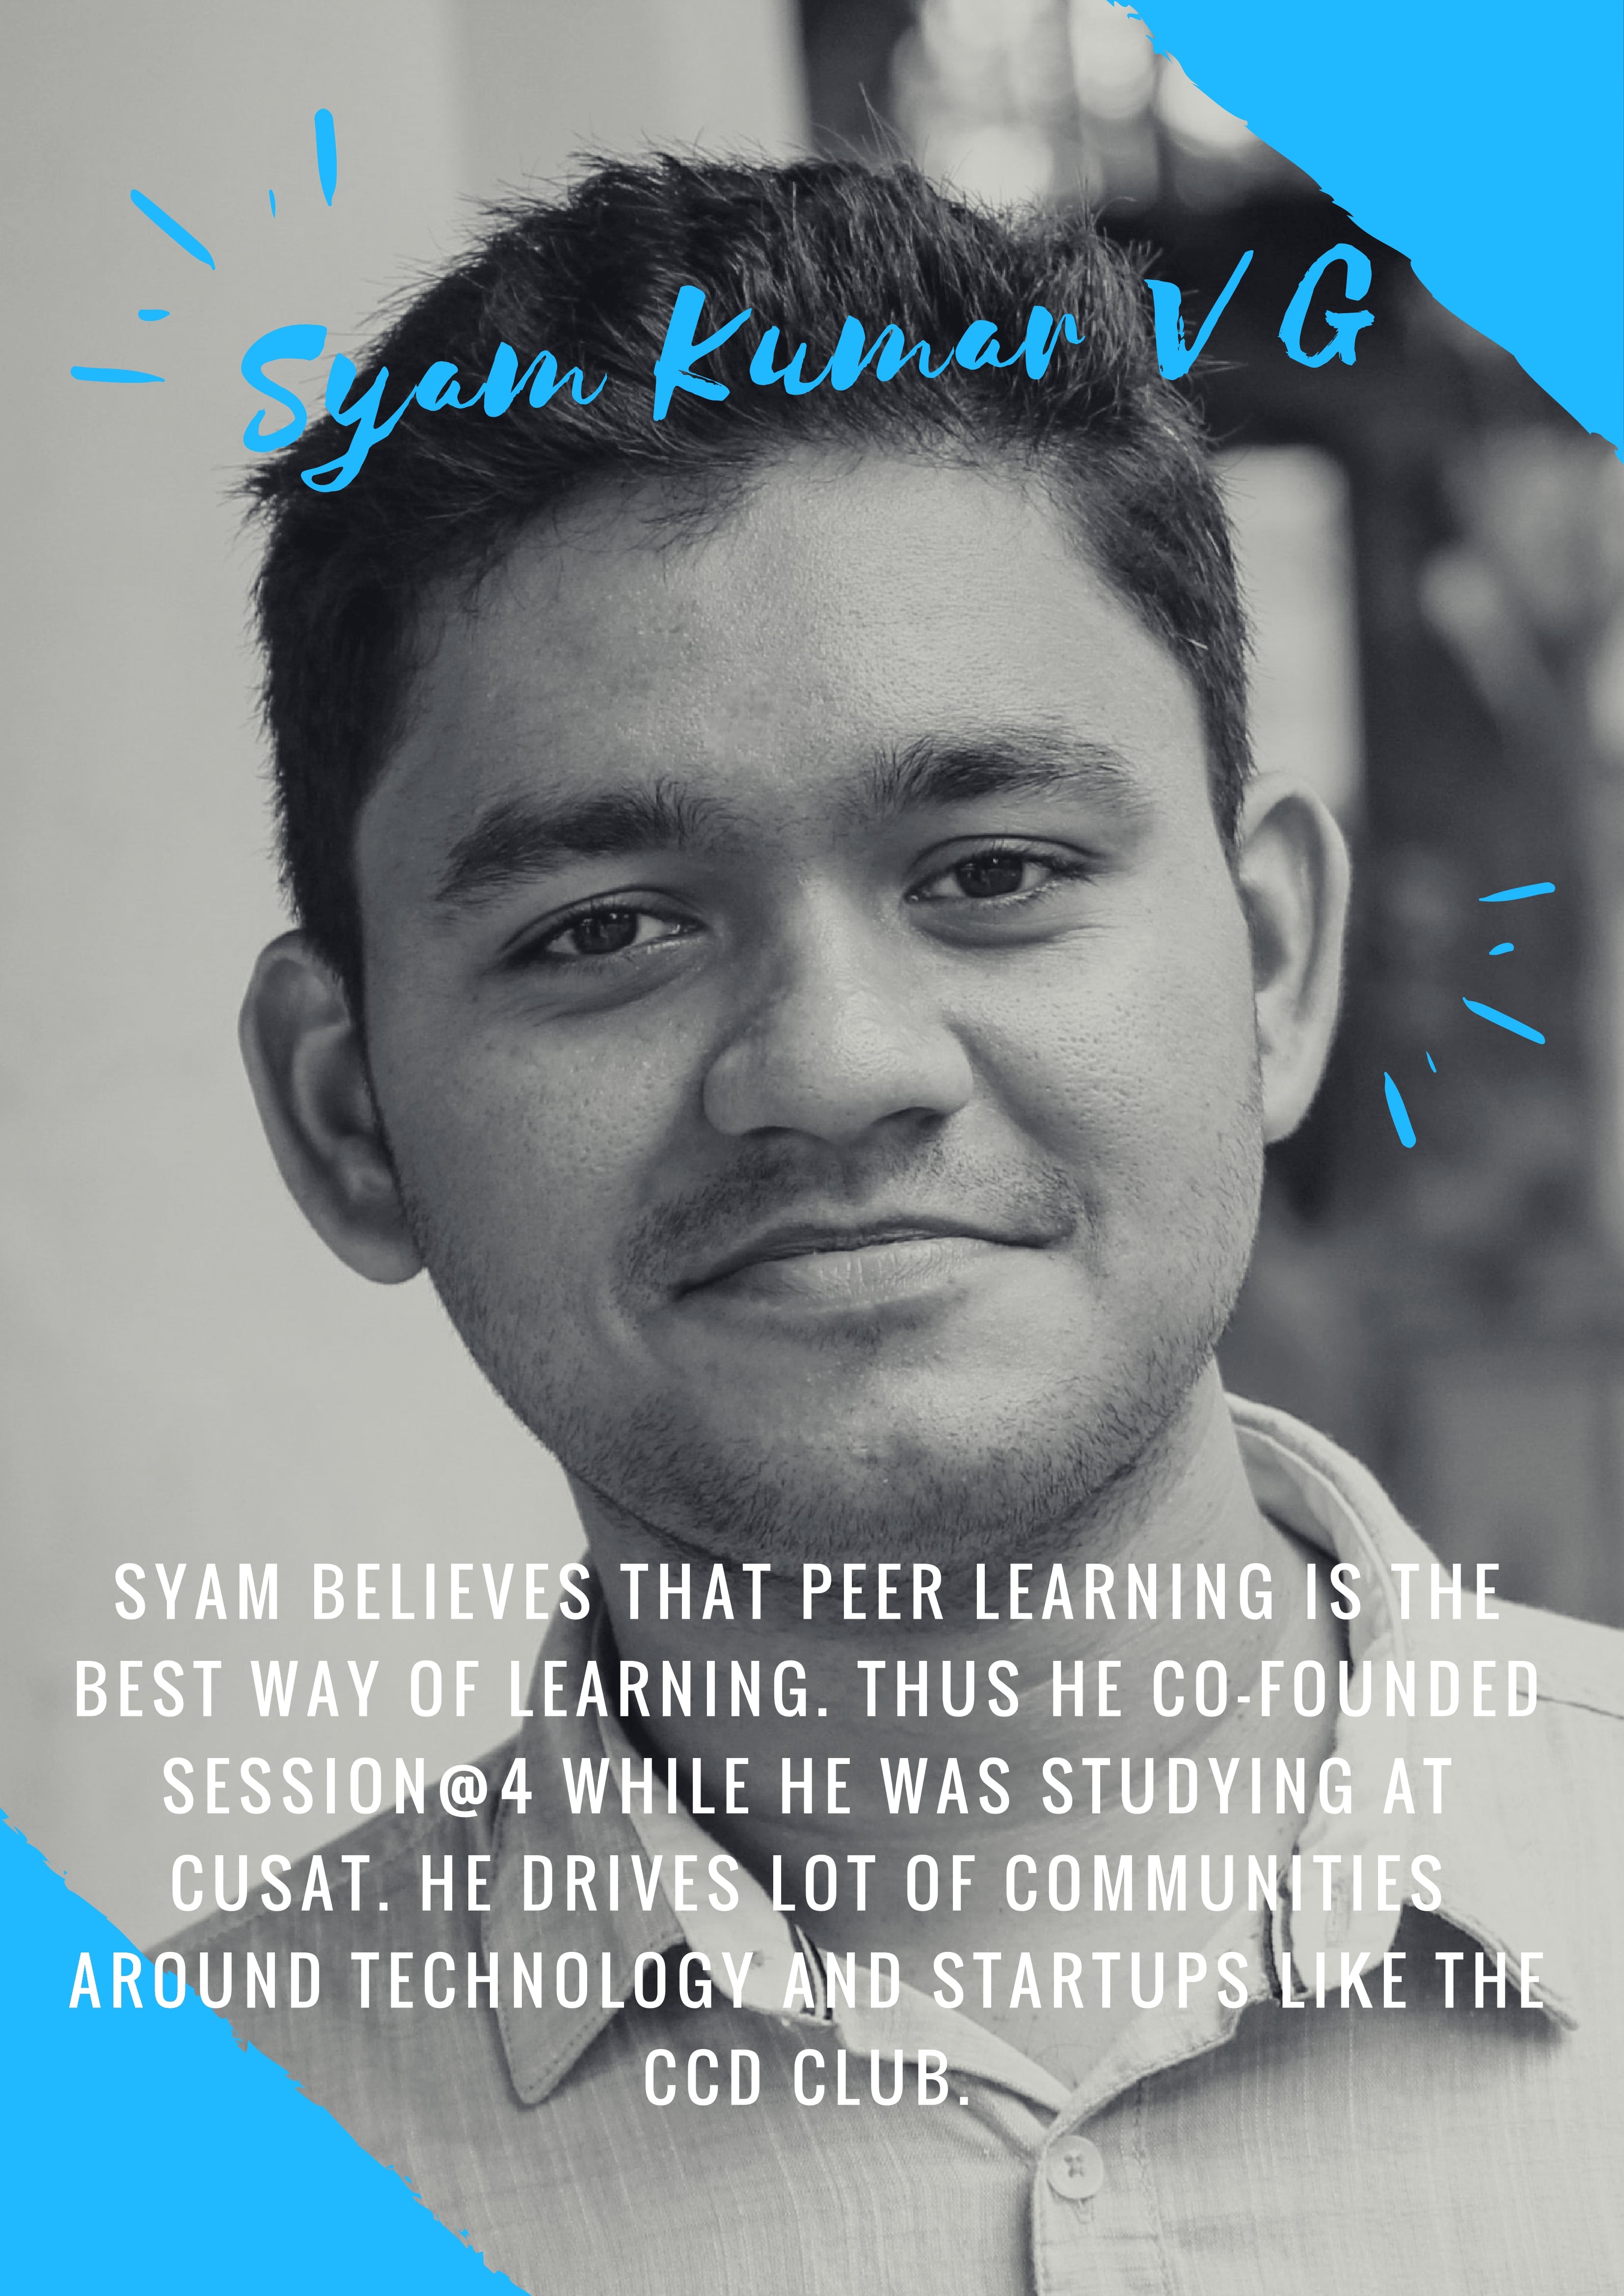 Syam Kumar V G
SYAM BELIEVES THAT PEER LEARNING IS THE
BEST WAY OF LEARNING. THUS HE CO-FOUNDED
SESSION@4 WHILE HE WAS STUDYING AT
CUSAT. HE DRIVES LOT OF COMMUNITIES
AROUND TECHNOLOGY AND STARTUPS LIKE THE
CCD CLUB.